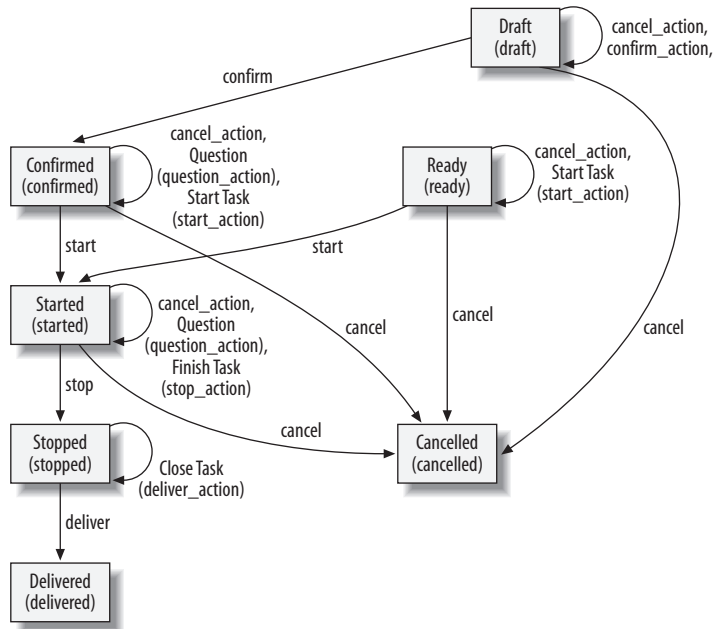 Draft
(draft)
cancel_action,
confirm_action,
confirm
Confirmed
(confirmed)
cancel_action,
Question
(question_action),
Start Task
(start_action)
Ready
(ready)
cancel_action,
Start Task
(start_action)
start
start
Started
(started)
cancel_action,
Question
(question_action),
Finish Task
(stop_action)
cancel
cancel
cancel
stop
cancel
Stopped
(stopped)
Close Task
(deliver_action)
Cancelled
(cancelled)
deliver
Delivered
(delivered)